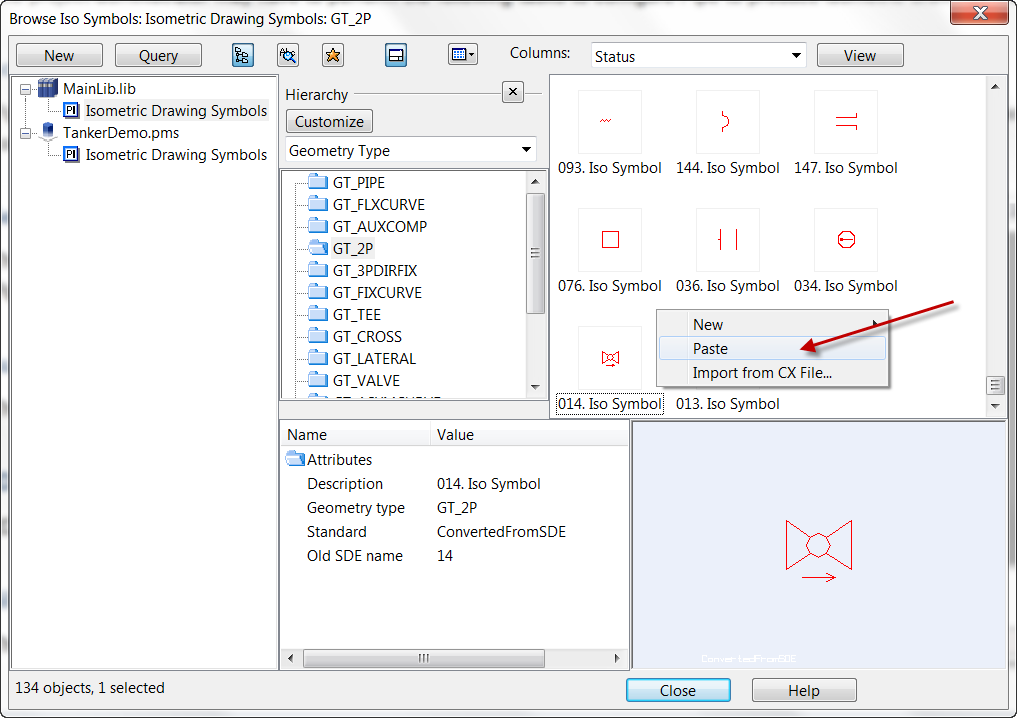 Browse Iso Symbols: Isometric Drawing Symbols: GT_2P
New Query Columns: Status View
MainLib.lib
Isometric Drawing Symbols
TankerDemo.pms
Isometric Drawing Symbols
Hierarchy
Customize
Geometry Type
GT_PIPE
GT_FLXCURVE
GT_AUXCOMP
GT_2P
GT_3PDIRFIX
GT_FIXCURVE
GT_TEE
GT_CROSS
GT_LATERAL
GT_VALVE
093. Iso Symbol 144. Iso Symbol 147. Iso Symbol
076. Iso Symbol 036. Iso Symbol 034. Iso Symbol
New
Paste
Import from CX File...
014. Iso Symbol 013. Iso Symbol
Name Value
Attributes
Description 014. Iso Symbol
Geometry type GT_2P
Standard ConvertedFromSDE
Old SDE name 14
ConvertedFromSDE
134 objects, 1 selected
Close Help